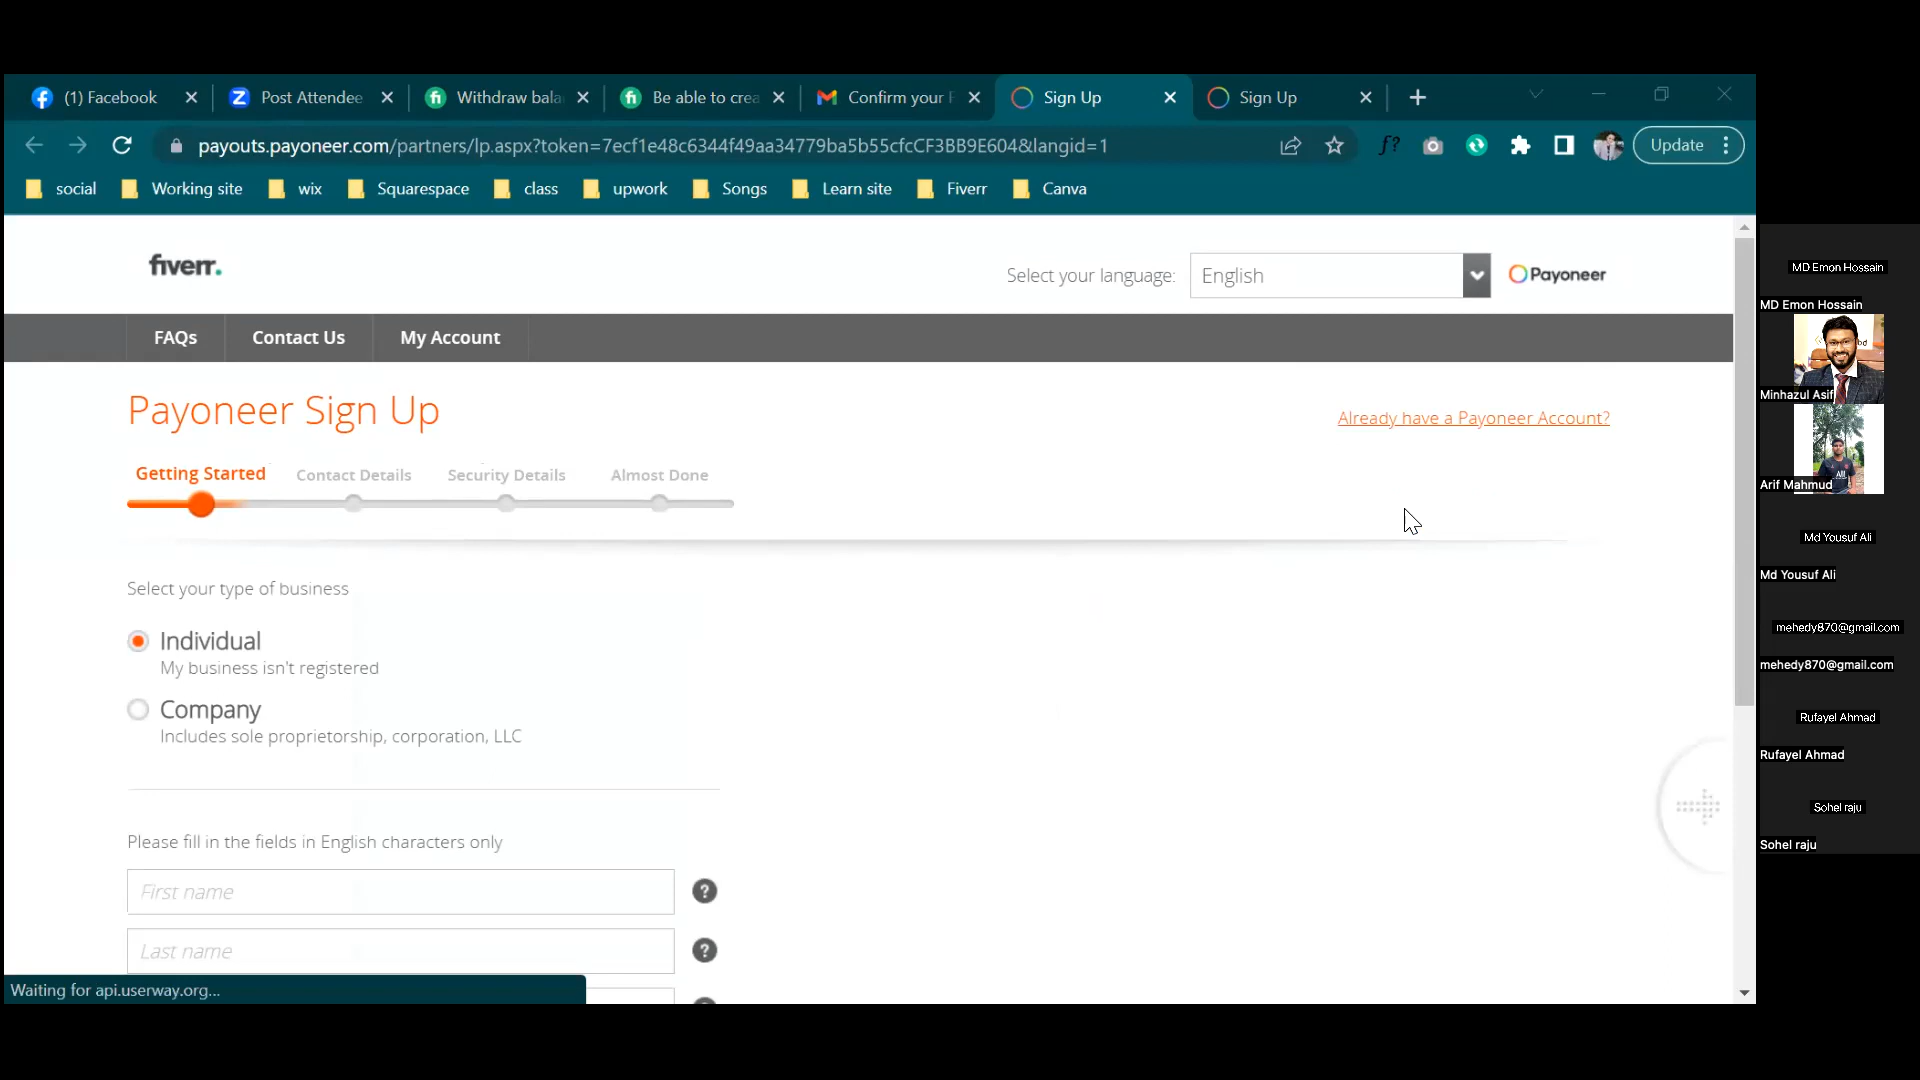 (1) Facebook
Post Attendee
Withdraw bala
Be able to crea
Confirm your F
Sign Up
Sign Up
payouts.payoneer.com/partners/lp.aspx?token=7ecf1e48c6344f49aa34779ba5b55cfcCF3BB9E604&langid=1
f?
Update
social
Working site
wix
Squarespace
class
upwork
Songs
Learn site
Fiverr
Canva
fiverr.
Select your language:
English
Payoneer
FAQs
Contact Us
My Account
Payoneer Sign Up
Already have a Payoneer Account?
Getting Started
Contact Details
Security Details
Almost Done
Select your type of business
Individual
My business isn't registered
Company
Includes sole proprietorship, corporation, LLC
Please fill in the fields in English characters only
First name
?
Last name
?
Waiting for api.userway.org...
MD Emon Hossain
MD Emon Hossain
Minhazul Asif
Arif Mahmud
Md Yousuf Ali
Md Yousuf Ali
mehedy870@gmail.com
mehedy870@gmail.com
Rufayel Ahmad
Rufayel Ahmad
Sohel raju
Sohel raju